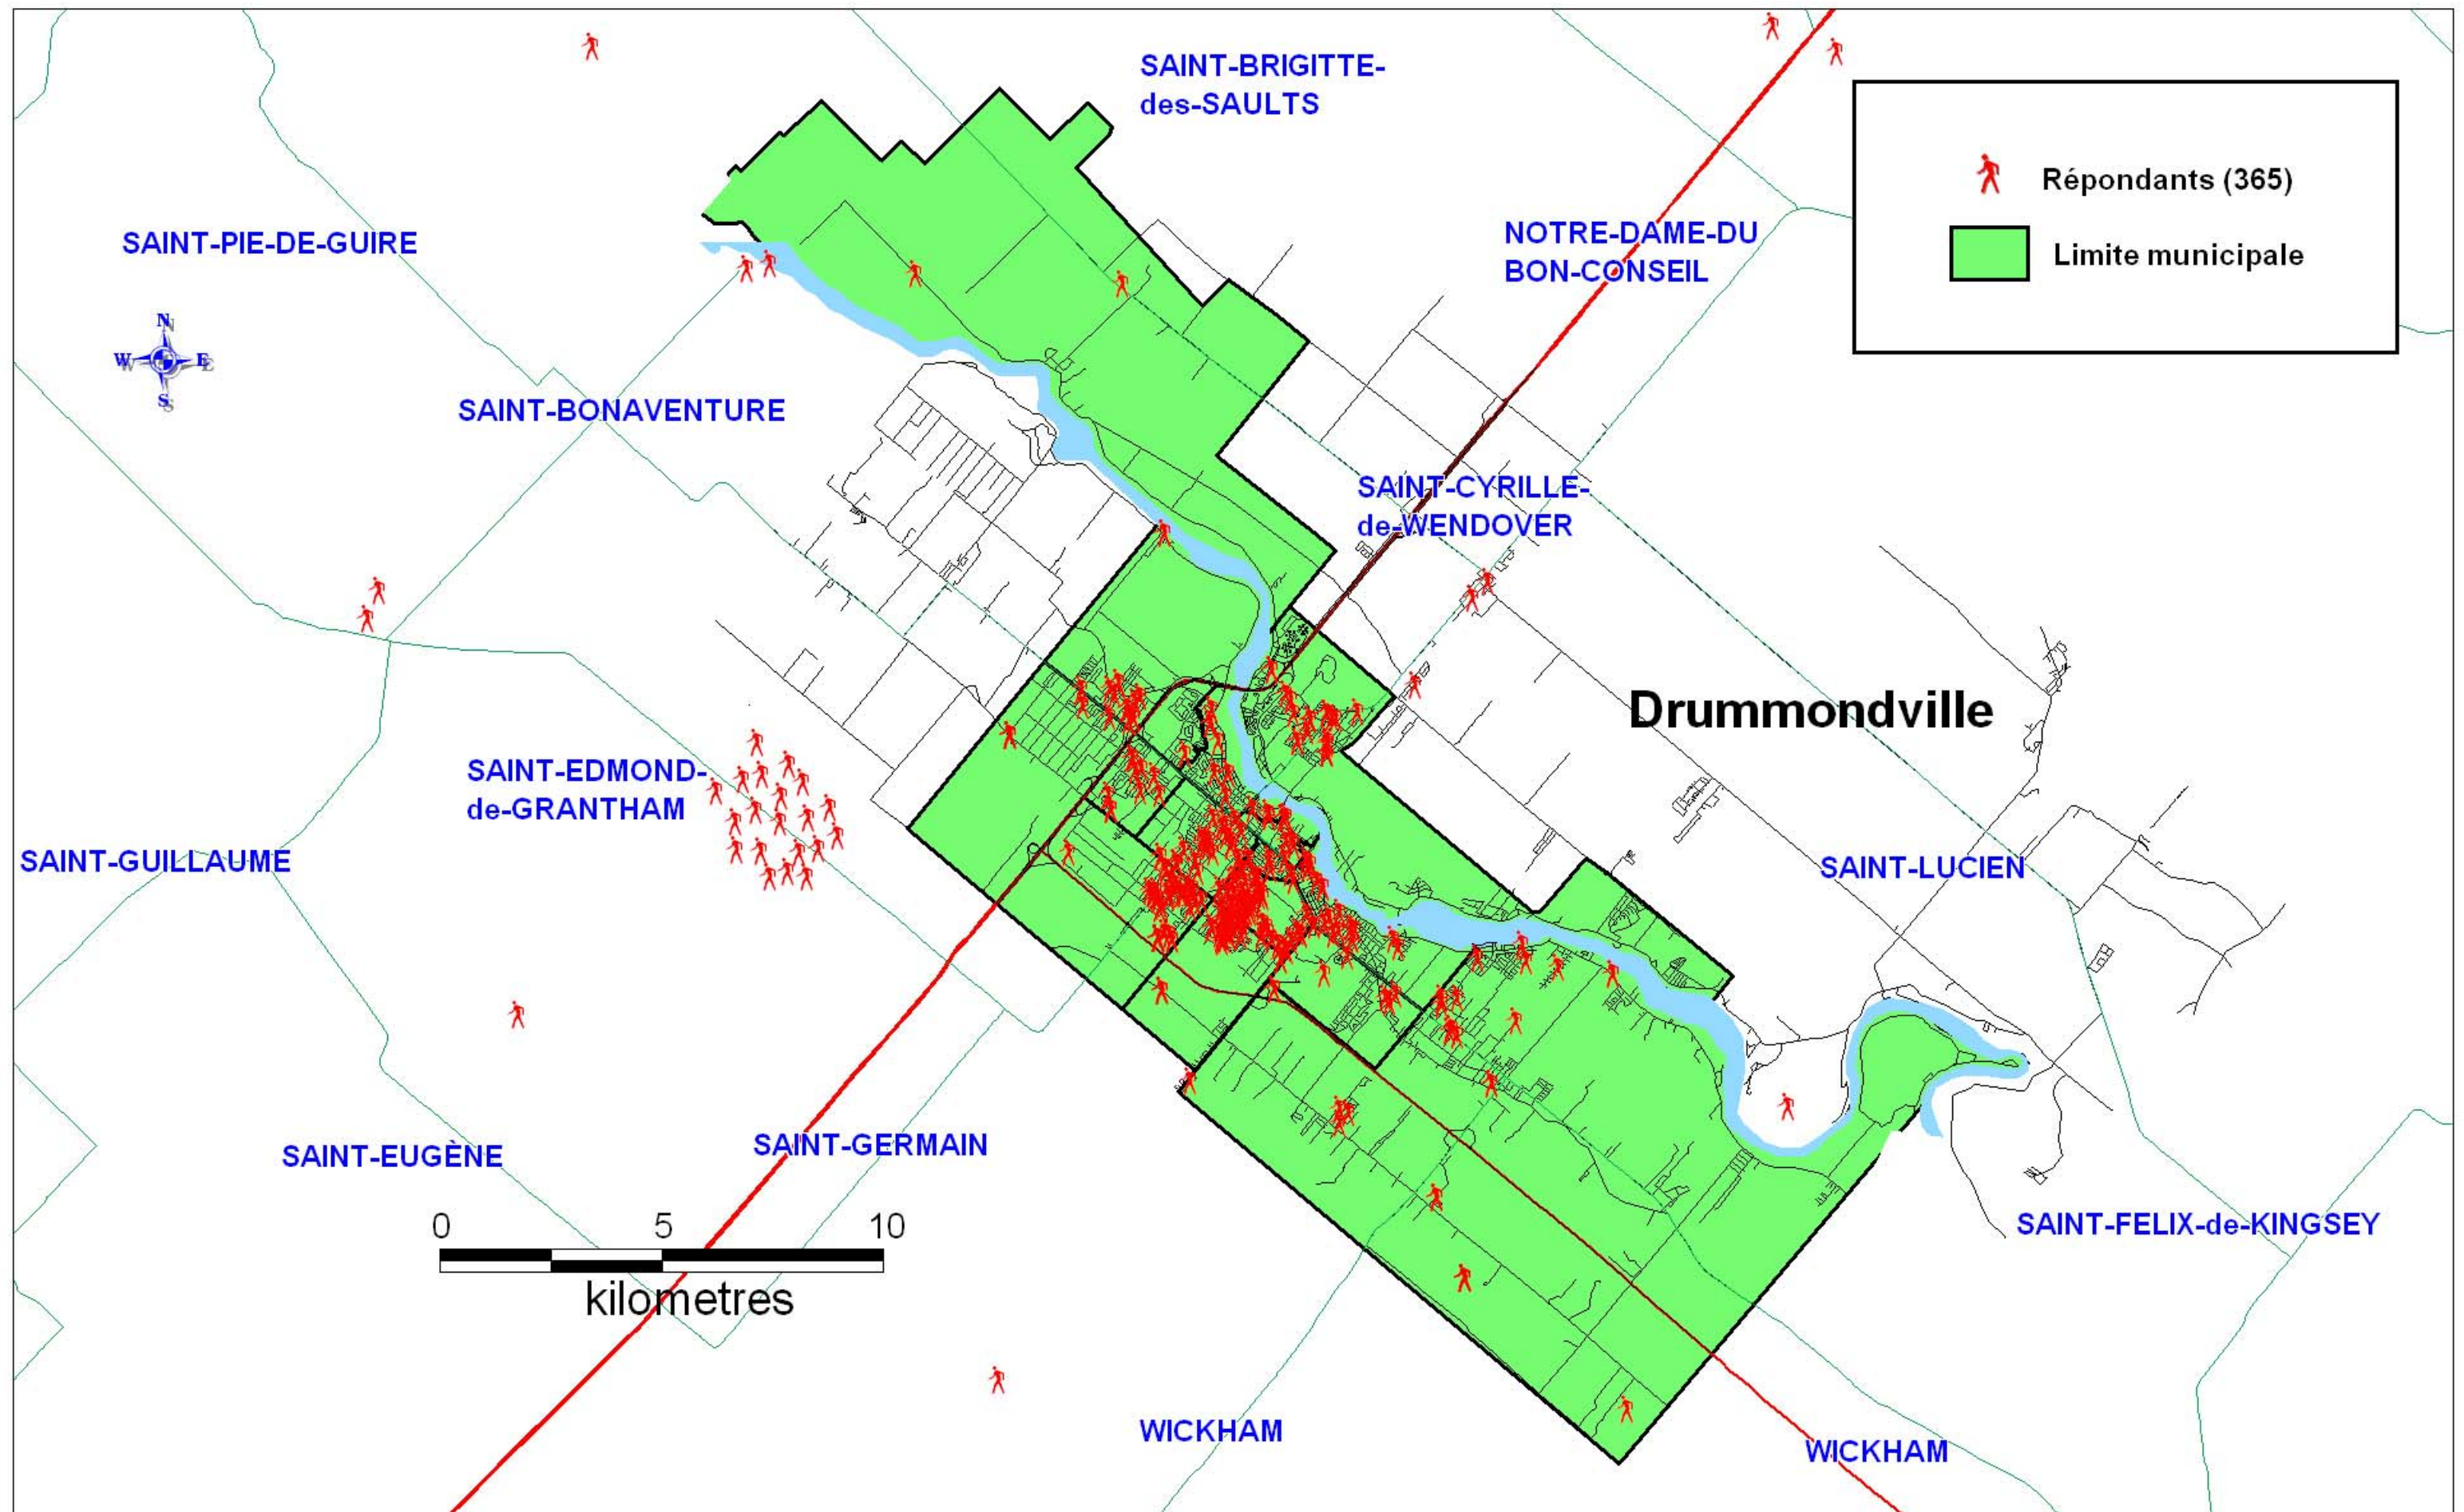 SAINT-BRIGITTE-
des-SAULTS
Répondants (365)
Limite municipale
SAINT-PIE-DE-GUIRE
NOTRE-DAME-DU
BON-CONSEIL
N
W
E
S
SAINT-BONAVENTURE
SAINT-CYRILLE-
de-WENDOVER
Drummondville
SAINT-EDMOND-
de-GRANTHAM
SAINT-GUILLAUME
SAINT-LUCIEN
SAINT-EUGÈNE
SAINT-GERMAIN
0 5 10
kilometres
SAINT-FELIX-de-KINGSEY
WICKHAM
WICKHAM